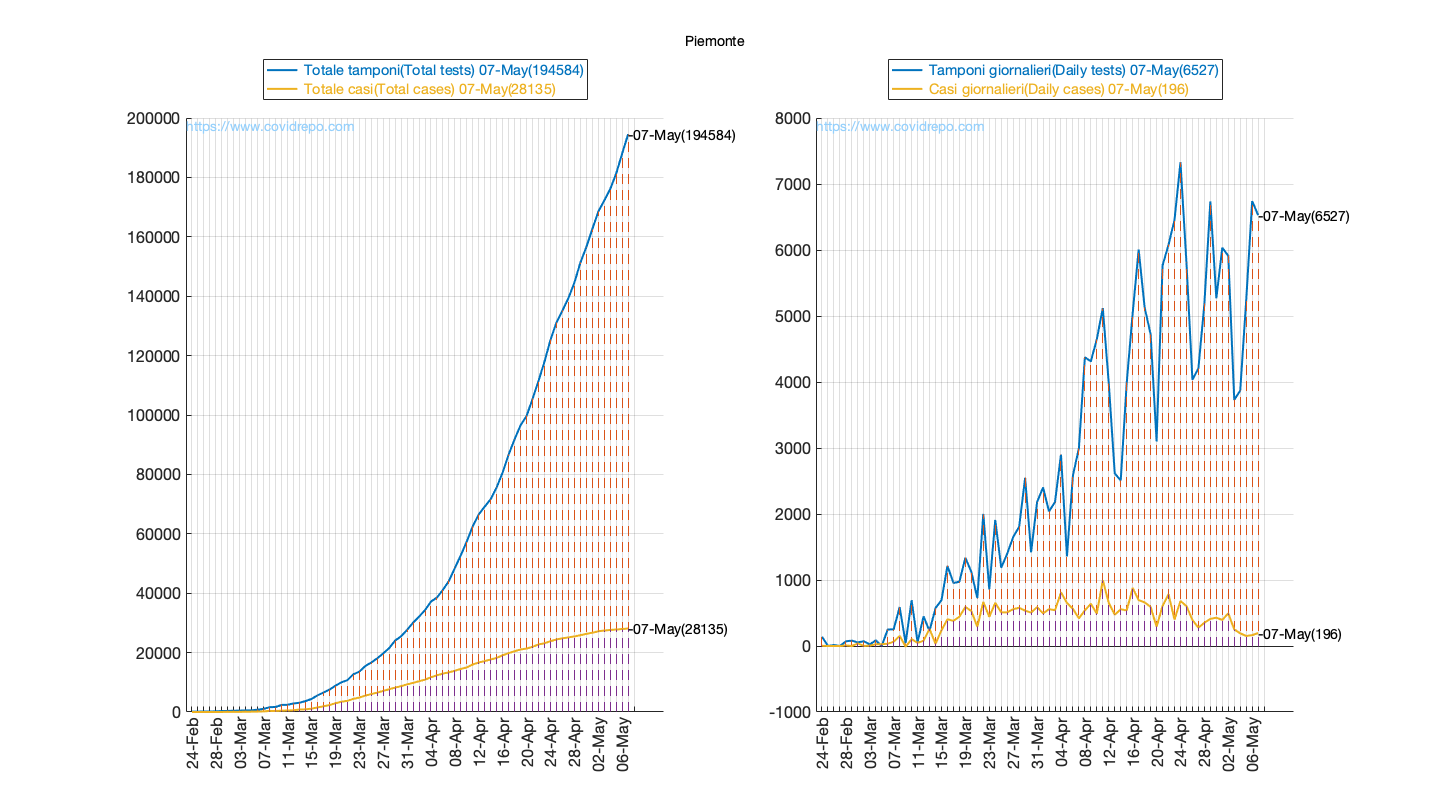 Piemonte
Totale tamponi(Total tests) 07-May(194584)
Totale casi(Total cases) 07-May(28135)
https://www.covidrepo.com
200000
180000
160000
140000
120000
100000
80000
60000
40000
20000
0
07-May(194584)
07-May(28135)
24-Feb
28-Feb
03-Mar
07-Mar
11-Mar
15-Mar
19-Mar
23-Mar
27-Mar
31-Mar
04-Apr
08-Apr
12-Apr
16-Apr
20-Apr
24-Apr
28-Apr
02-May
06-May
Tamponi giornalieri(Daily tests) 07-May(6527)
Casi giornalieri(Daily cases) 07-May(196)
https://www.covidrepo.com
8000
7000
6000
5000
4000
3000
2000
1000
0
-1000
07-May(6527)
07-May(196)
24-Feb
28-Feb
03-Mar
07-Mar
11-Mar
15-Mar
19-Mar
23-Mar
27-Mar
31-Mar
04-Apr
08-Apr
12-Apr
16-Apr
20-Apr
24-Apr
28-Apr
02-May
06-May